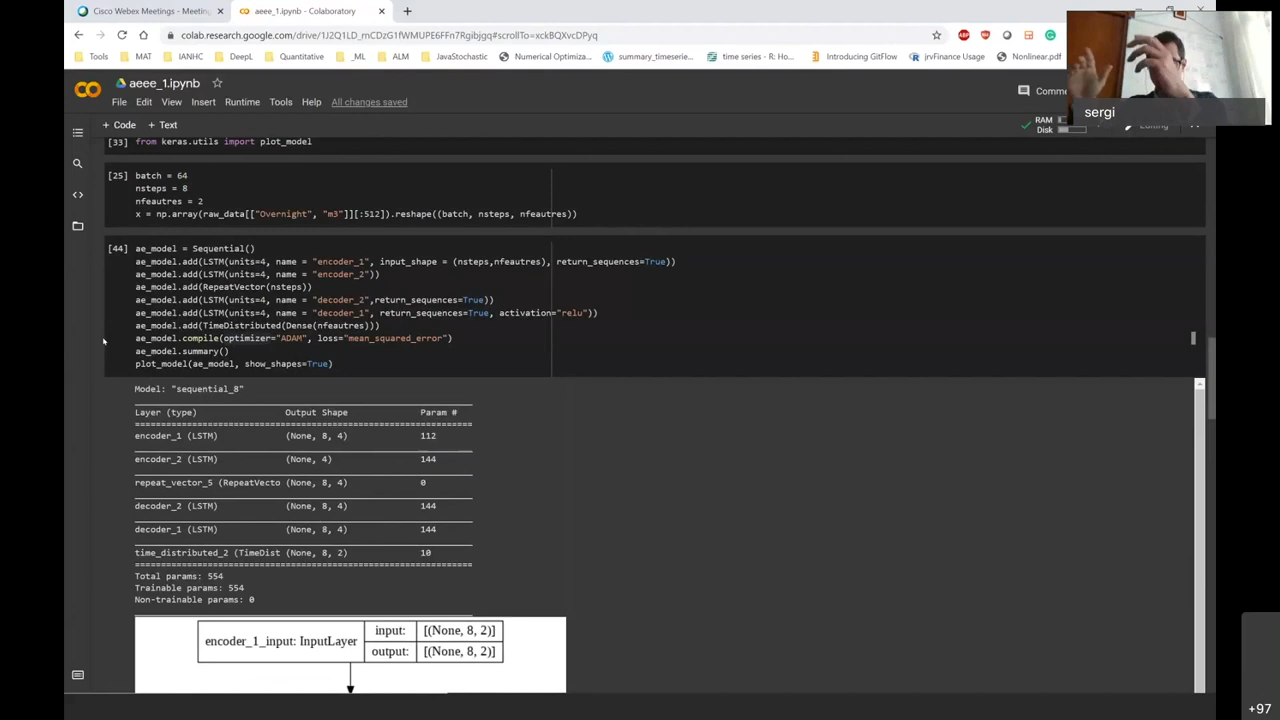 Cisco Webex Meetings - Meeting
aeee_1.ipynb - Colaboratory
colab.research.google.com/drive/1J2Q1LD_mCDzG1fWMUPE6FFn7Rgibjgq#scrollTo=xckBQXvcDPyq
Tools
MAT
IANHC
DeepL
Quantitative
_ML
ALM
JavaStochastic
Numerical Optimiza...
summary_timeserie...
time series - R: Ho...
Introducing GitFlow
jrvFinance Usage
Nonlinear.pdf
sergi
aeee_1.ipynb
File Edit View Insert Runtime Tools Help All changes saved
Comme
+ Code + Text
RAM
Disk
Editing
[33] from keras.utils import plot_model
[25] batch = 64
nsteps = 8
nfeautres = 2
x = np.array(raw_data[["Overnight", "m3"]][:512]).reshape((batch, nsteps, nfeautres))
[44] ae_model = Sequential()
ae_model.add(LSTM(units=4, name = "encoder_1", input_shape = (nsteps,nfeautres), return_sequences=True))
ae_model.add(LSTM(units=4, name = "encoder_2"))
ae_model.add(RepeatVector(nsteps))
ae_model.add(LSTM(units=4, name = "decoder_2",return_sequences=True))
ae_model.add(LSTM(units=4, name = "decoder_1", return_sequences=True, activation="relu"))
ae_model.add(TimeDistributed(Dense(nfeautres)))
ae_model.compile(optimizer="ADAM", loss="mean_squared_error")
ae_model.summary()
plot_model(ae_model, show_shapes=True)
Model: "sequential_8"
Layer (type) Output Shape Param #
encoder_1 (LSTM) (None, 8, 4) 112
encoder_2 (LSTM) (None, 4) 144
repeat_vector_5 (RepeatVecto (None, 8, 4) 0
decoder_2 (LSTM) (None, 8, 4) 144
decoder_1 (LSTM) (None, 8, 4) 144
time_distributed_2 (TimeDist (None, 8, 2) 10
Total params: 554
Trainable params: 554
Non-trainable params: 0
encoder_1_input: InputLayer
input: [(None, 8, 2)]
output: [(None, 8, 2)]
+97